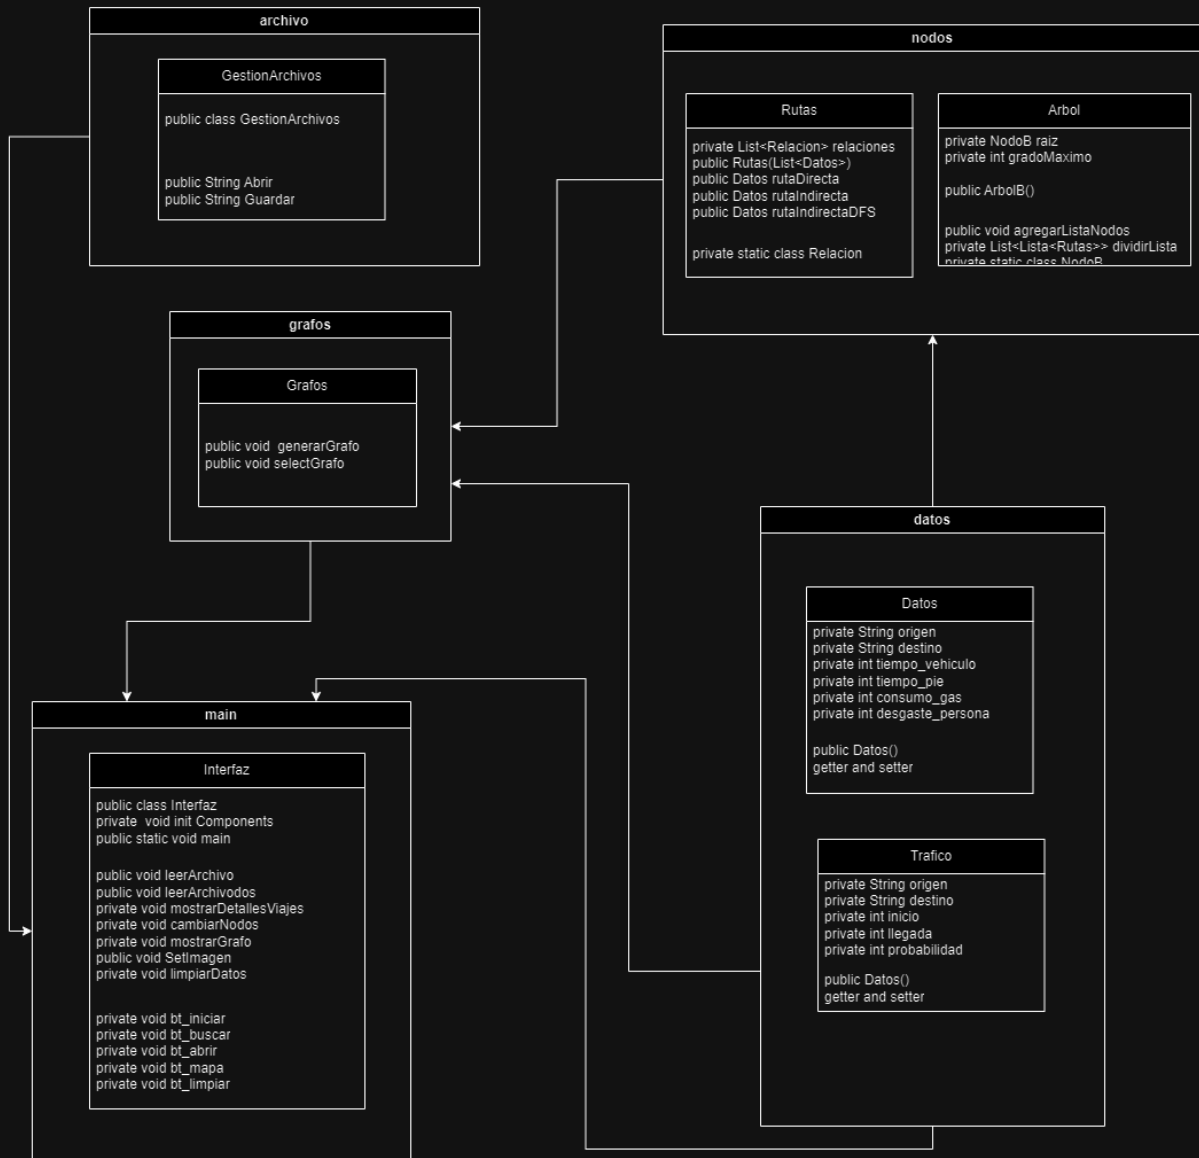 archivo
GestionArchivos
public class GestionArchivos
public String Abrir
public String Guardar
nodos
Rutas
private List<Relacion> relaciones
public Rutas(List<Datos>)
public Datos rutaDirecta
public Datos rutaIndirecta
public Datos rutaIndirectaDFS
private static class Relacion
Arbol
private NodoB raiz
private int gradoMaximo
public ArbolB()
public void agregarListaNodos
private List<Lista<Rutas>> dividirLista
private static class NodoB
grafos
Grafos
public void  generarGrafo
public void selectGrafo
datos
Datos
private String origen
private String destino
private int tiempo_vehiculo
private int tiempo_pie
private int consumo_gas
private int desgaste_persona
public Datos()
getter and setter
Trafico
private String origen
private String destino
private int inicio
private int llegada
private int probabilidad
public Datos()
getter and setter
main
Interfaz
public class Interfaz
private  void init Components
public static void main
public void leerArchivo
public void leerArchivodos
private void mostrarDetallesViajes
private void cambiarNodos
private void mostrarGrafo
public void SetImagen
private void limpiarDatos
private void bt_iniciar
private void bt_buscar
private void bt_abrir
private void bt_mapa
private void bt_limpiar